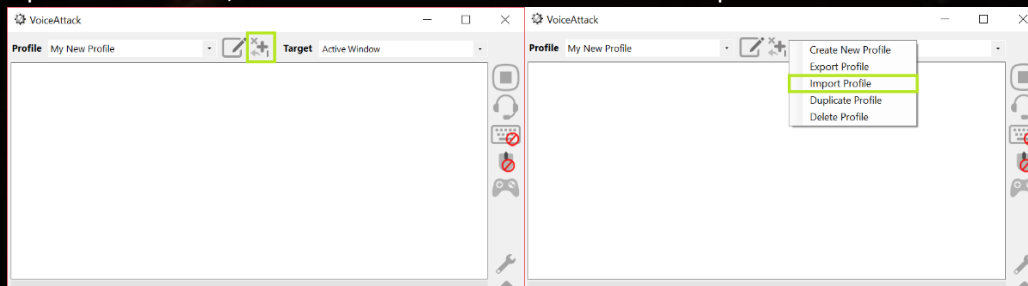 VoiceAttack
Profile My New Profile Target Active Window
VoiceAttack
Profile My New Profile
Create New Profile
Export Profile
Import Profile
Duplicate Profile
Delete Profile